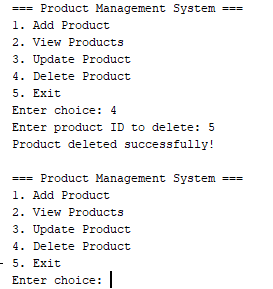 === Product Management System ===
1. Add Product
2. View Products
3. Update Product
4. Delete Product
5. Exit
Enter choice: 4
Enter product ID to delete: 5
Product deleted successfully!
=== Product Management System ===
1. Add Product
2. View Products
3. Update Product
4. Delete Product
5. Exit
Enter choice: